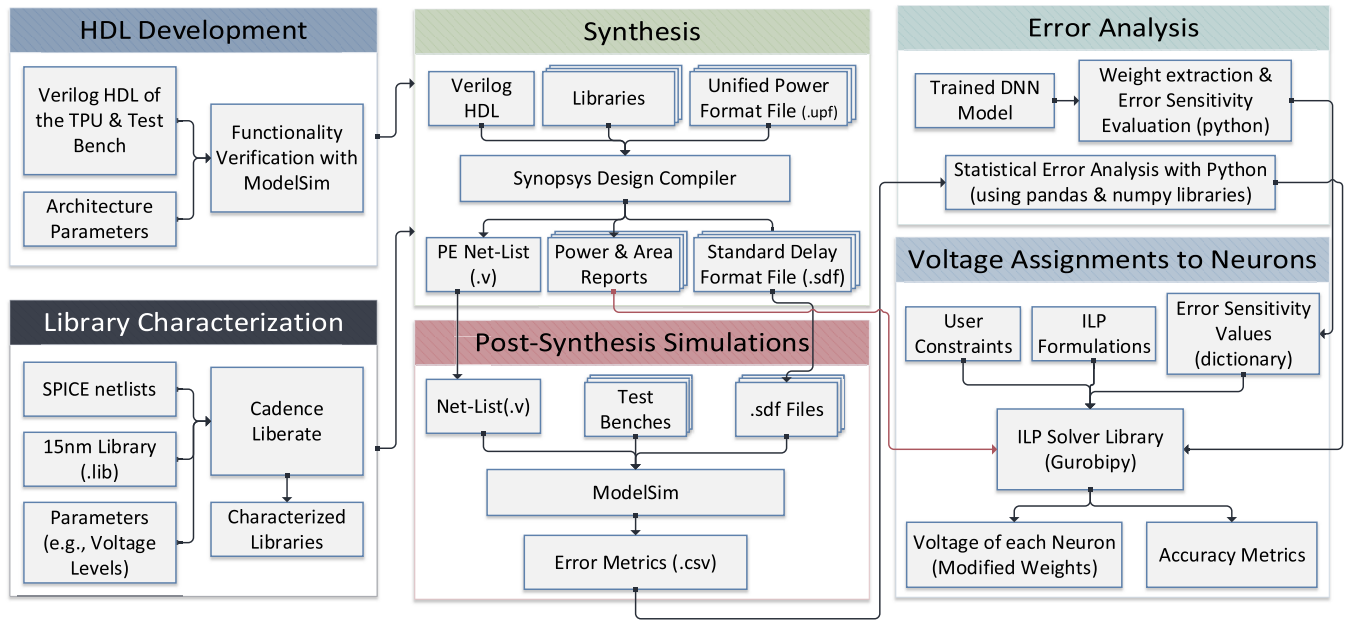 HDL Development
Verilog HDL of
the TPU & Test
Bench
Architecture
Parameters
Functionality
Verification with
ModelSim
Library Characterization
SPICE netlists
15nm Library
(.lib)
Parameters
(e.g., Voltage
Levels)
Cadence
Liberate
Characterized
Libraries
Synthesis
Verilog
HDL
Libraries
Unified Power
Format File (.upf)
Synopsys Design Compiler
PE Net-List
(.v)
Power & Area
Reports
Standard Delay
Format File (.sdf)
Post-Synthesis Simulations
Net-List(.v)
Test
Benches
.sdf Files
ModelSim
Error Metrics (.csv)
Error Analysis
Trained DNN
Model
Weight extraction &
Error Sensitivity
Evaluation (python)
Statistical Error Analysis with Python
(using pandas & numpy libraries)
Voltage Assignments to Neurons
User
Constraints
ILP
Formulations
Error Sensitivity
Values
(dictionary)
ILP Solver Library
(Gurobipy)
Voltage of each Neuron
(Modified Weights)
Accuracy Metrics